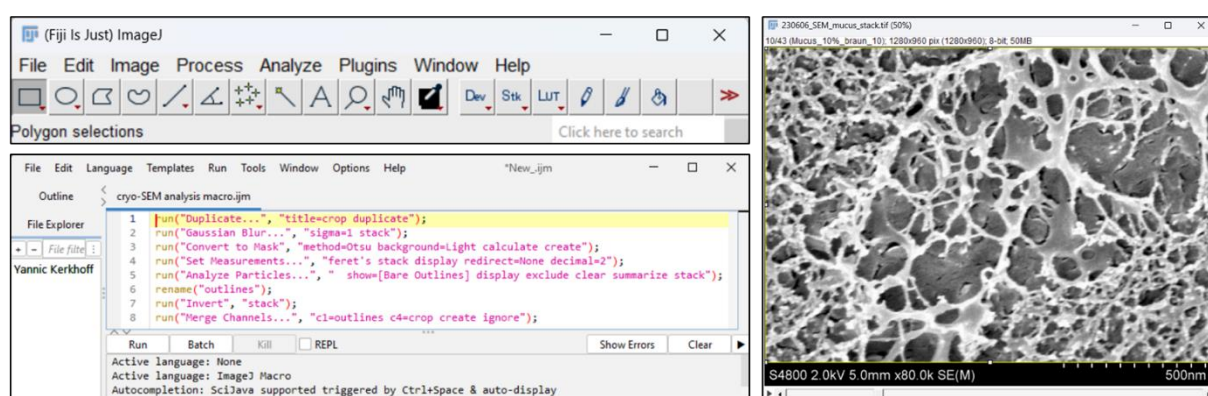 (Fiji Is Just) ImageJ
File Edit Image Process Analyze Plugins Window Help
A Dev Stk LUT >>
Polygon selections Click here to search
File Edit Language Templates Run Tools Window Options Help *New_.ijm
Outline cryo-SEM analysis macro.ijm
File Explorer
+ - File filte
Yannic Kerkhoff
1 run("Duplicate...", "title=crop duplicate");
2 run("Gaussian Blur...", "sigma=1 stack");
3 run("Convert to Mask", "method=Otsu background=Light calculate create");
4 run("Set Measurements...", "feret's stack display redirect=None decimal=2");
5 run("Analyze Particles...", "  show=[Bare Outlines] display exclude clear summarize stack");
6 rename("outlines");
7 run("Invert", "stack");
8 run("Merge Channels...", "c1=outlines c4=crop create ignore");
Run Batch Kill REPL Show Errors Clear
Active language: None
Active language: ImageJ Macro
Autocompletion: SciJava supported triggered by Ctrl+Space & auto-display
230606_SEM_mucus_stack.tif (50%)
10/43 (Mucus_10%_braun_10); 1280x960 pix (1280x960); 8-bit; 50MB
S4800 2.0kV 5.0mm x80.0k SE(M) 500nm